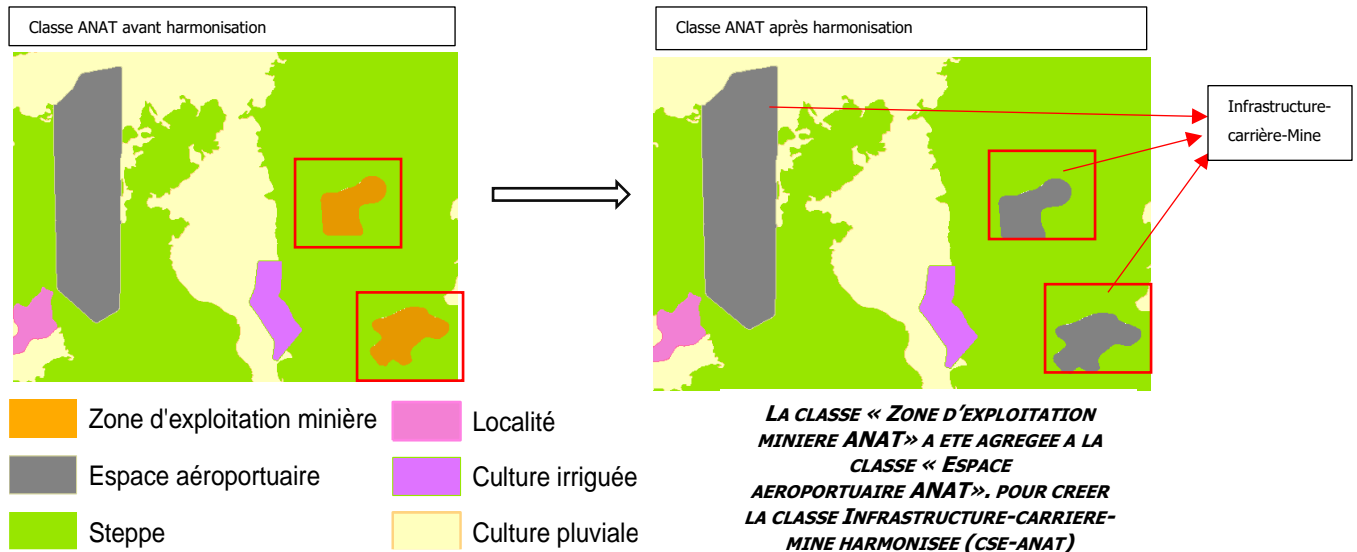 Classe ANAT avant harmonisation
Classe ANAT après harmonisation
Infrastructure-
carrière-Mine
Zone d'exploitation minière
Espace aéroportuaire
Steppe
Localité
Culture irriguée
Culture pluviale
LA CLASSE « ZONE D'EXPLOITATION
MINIERE ANAT» A ETE AGREGEE A LA
CLASSE « ESPACE
AEROPORTUAIRE ANAT». POUR CREER
LA CLASSE INFRASTRUCTURE-CARRIERE-
MINE HARMONISEE (CSE-ANAT)